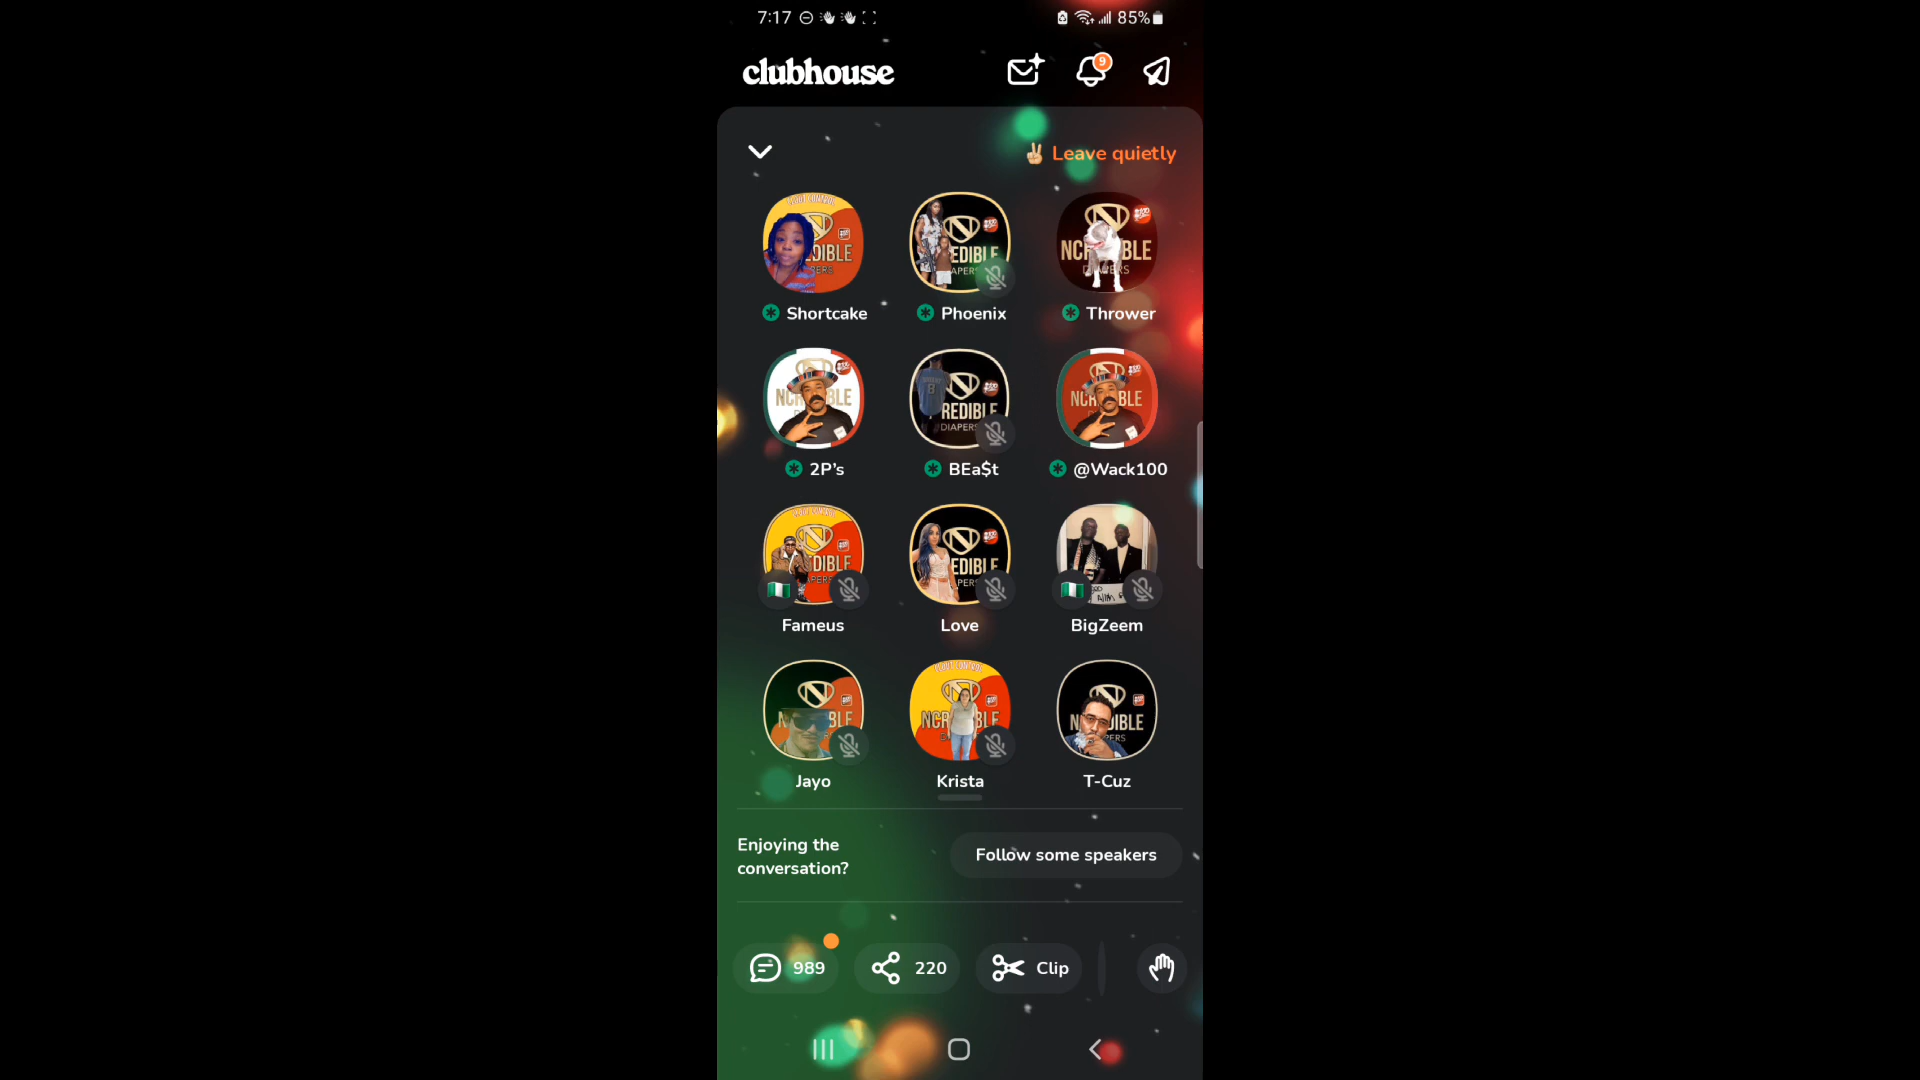 7:17
85%
clubhouse
9
✌🏼 Leave quietly
Shortcake
Phoenix
Thrower
2P's
BEa$t
@Wack100
Fameus
Love
BigZeem
Jayo
Krista
T-Cuz
Enjoying the
conversation?
Follow some speakers
989
220
Clip